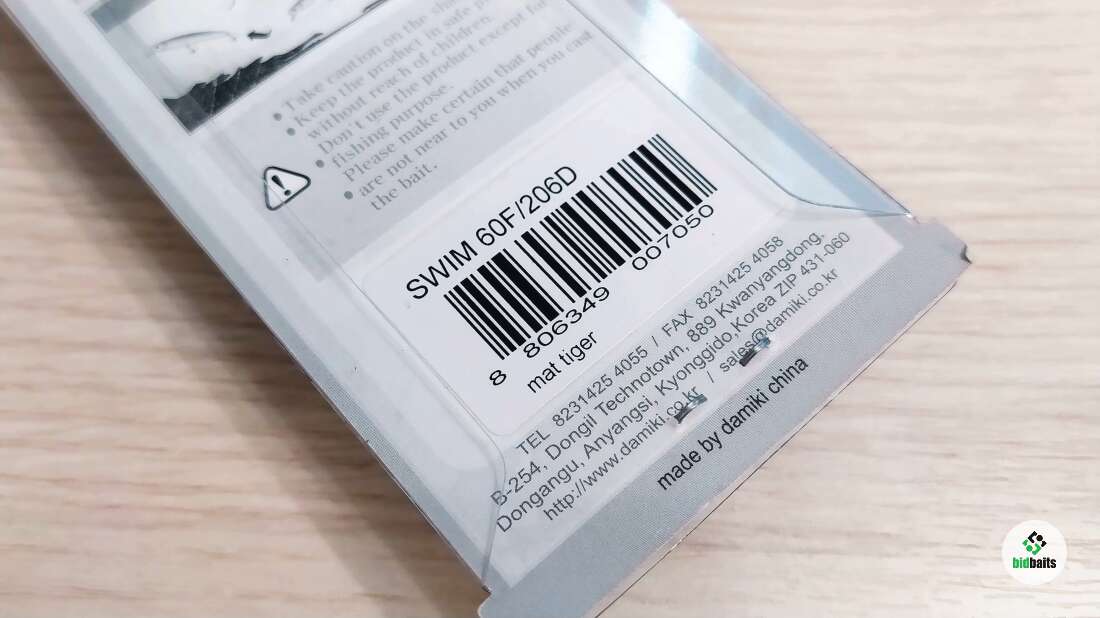 • Take caution on the
• Keep the product in safe
without reach of children.
• Don't use the product except for
fishing purpose.
• Please make certain that people
are not near to you when you cast
the bait.
SWIM 60F/206D
8 806349 007050
mat tiger
TEL 8231425 4055 / FAX 8231425 4058
B-254, Dongil Technotown, 889 Kwanyangdong,
Dongangu, Anyangsi, Kyonggido, Korea ZIP 431-060
http://www.damiki.co.kr / sales@damiki.co.kr
made by damiki china
bidbaits